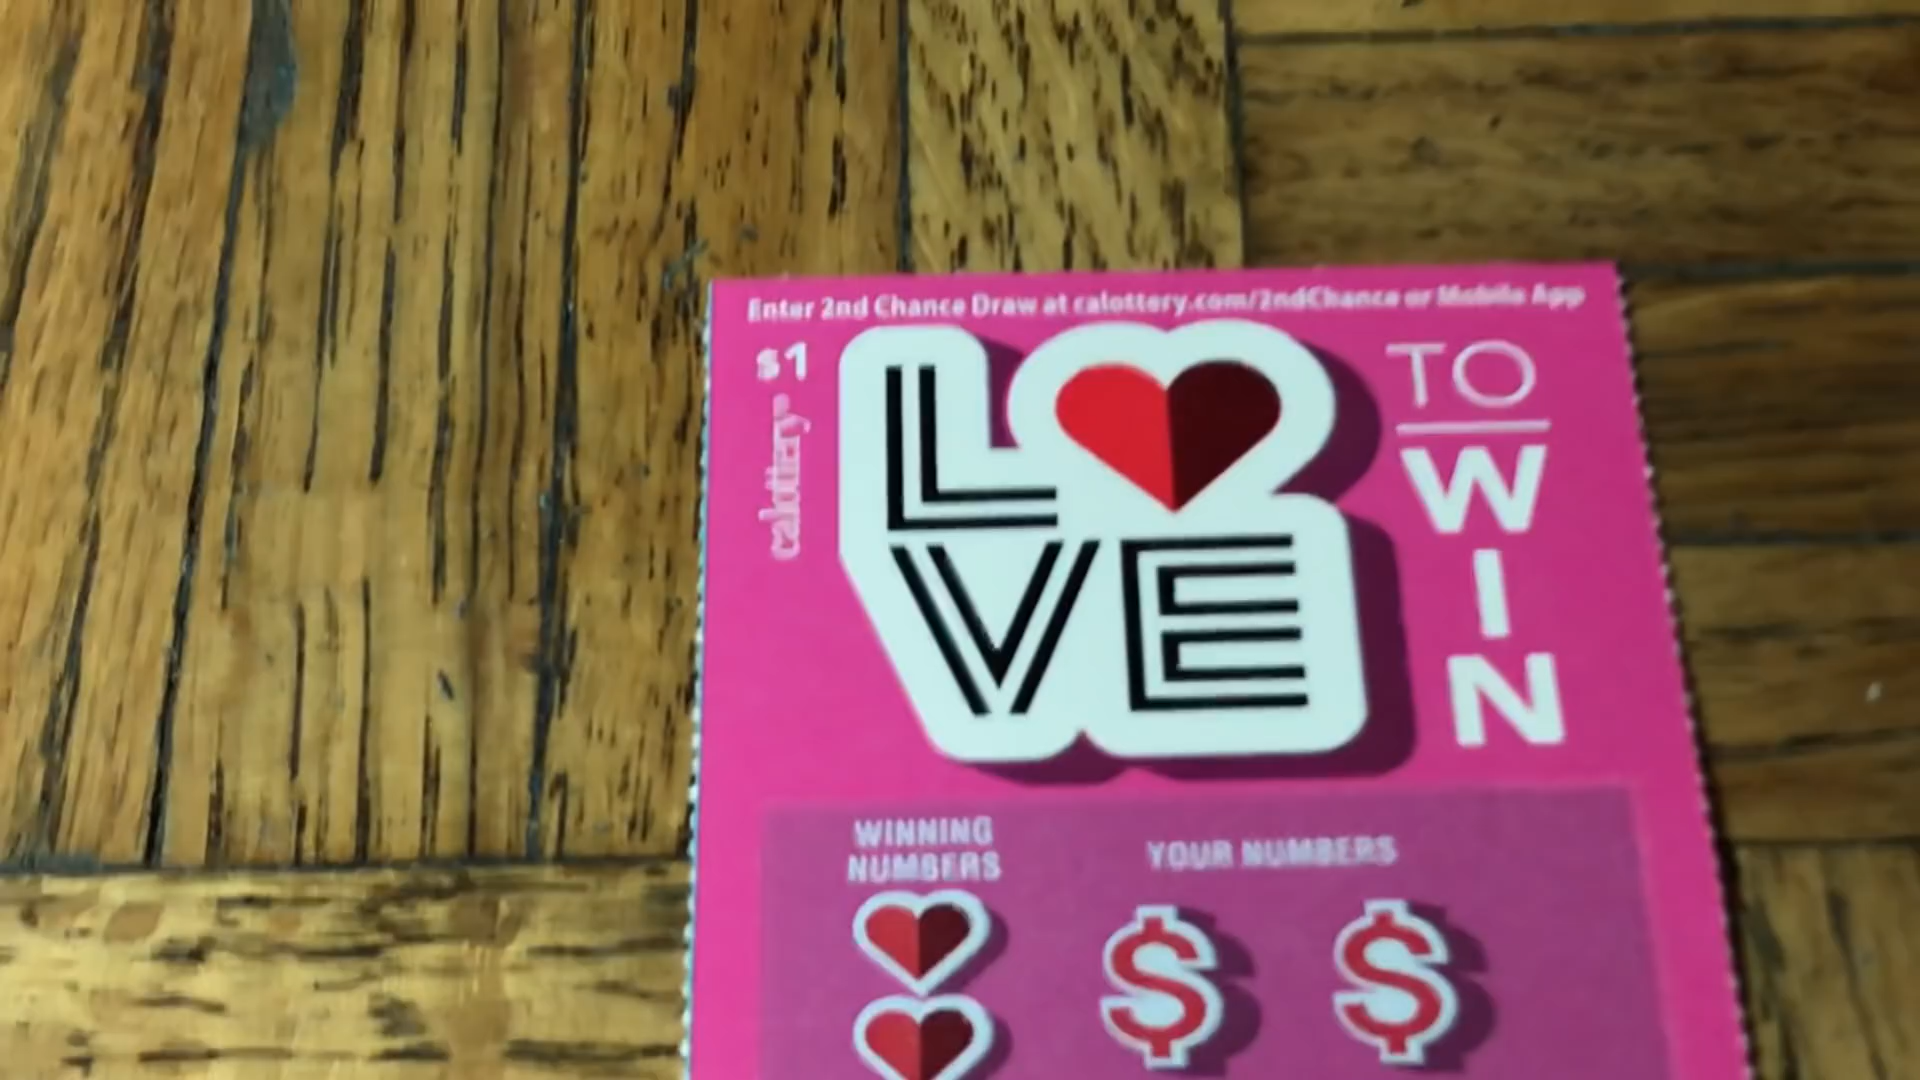 Enter 2nd Chance Draw at calottery.com/2ndChance or Mobile App
$1
calottery
LOVE
TO
WIN
WINNING
NUMBERS
YOUR NUMBERS
$ $